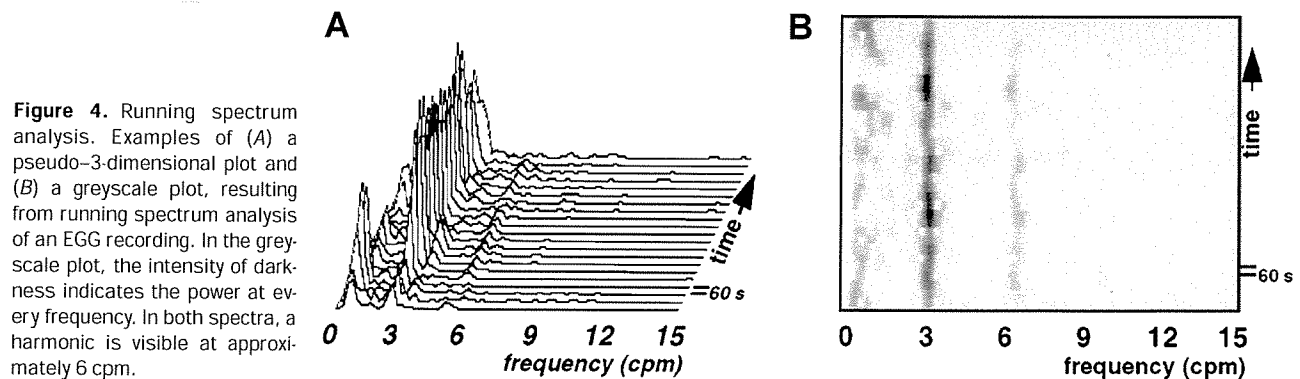 Figure 4. Running spectrum
analysis. Examples of (A) a
pseudo–3-dimensional plot and
(B) a greyscale plot, resulting
from running spectrum analysis
of an EGG recording. In the grey-
scale plot, the intensity of dark-
ness indicates the power at ev-
ery frequency. In both spectra, a
harmonic is visible at approxi-
mately 6 cpm.
A
time
60 s
0 3 6 9 12 15
frequency (cpm)
B
time
60 s
0 3 6 9 12 15
frequency (cpm)